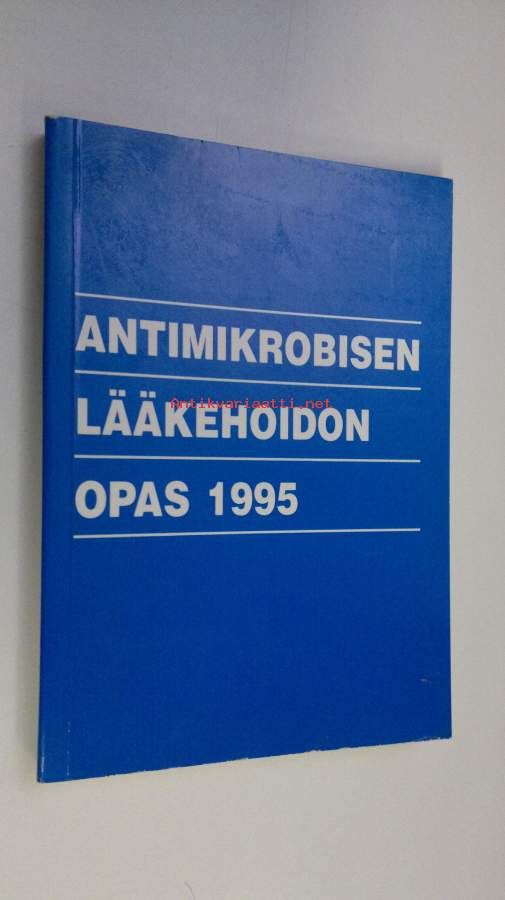 ANTIMIKROBISEN
Antikvariaatti.net
LÄÄKEHOIDON
OPAS 1995